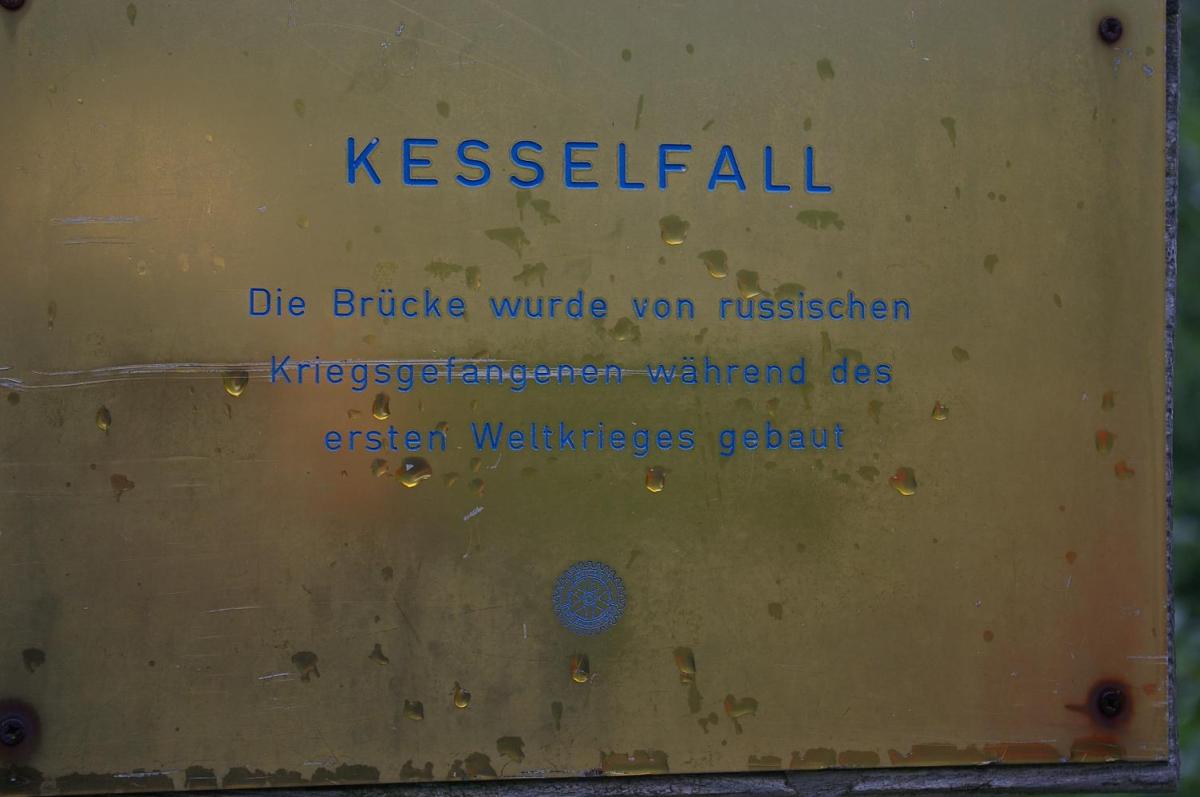 KESSELFALL
Die Brücke wurde von russischen
Kriegsgefangenen während des
ersten Weltkrieges gebaut